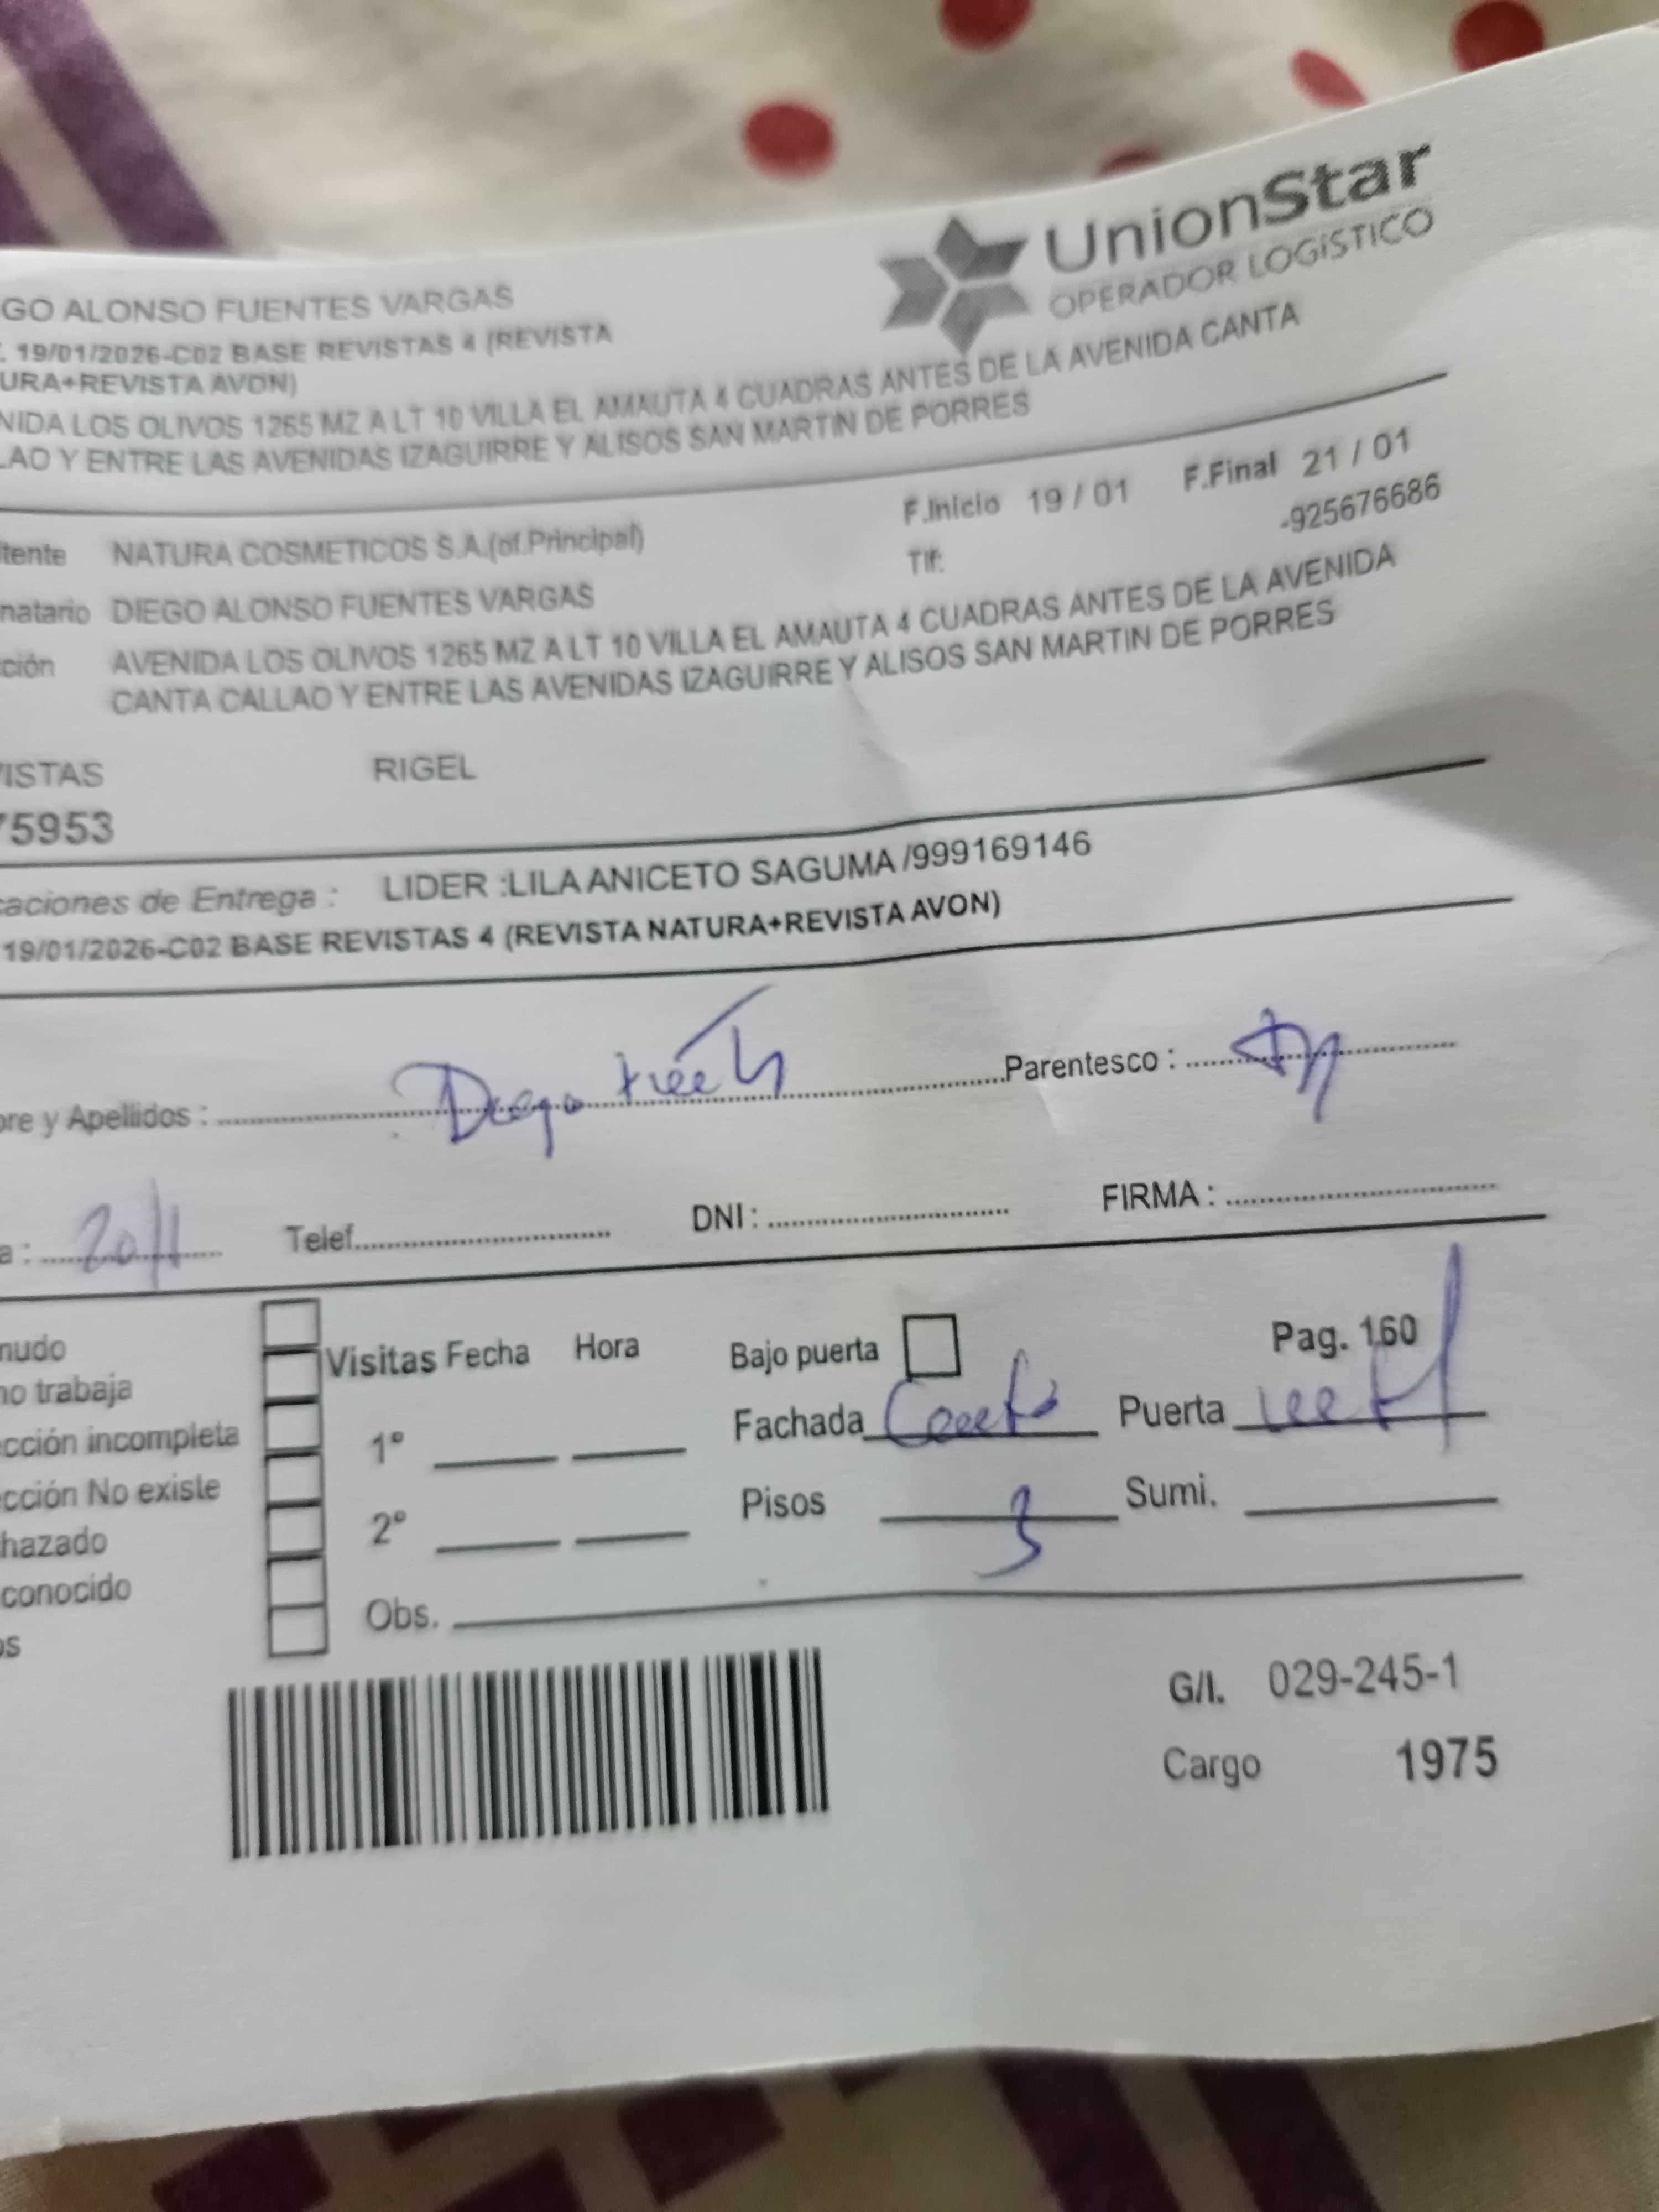 UnionStar
OPERADOR LOGíSTICO
GO ALONSO FUENTES VARGAS
. 19/01/2026-C02 BASE REVISTAS 4 (REVISTA
URA+REVISTA AVON)
NIDA LOS OLIVOS 1265 MZ A LT 10 VILLA EL AMAUTA 4 CUADRAS ANTES DE LA AVENIDA CANTA
LAO Y ENTRE LAS AVENIDAS IZAGUIRRE Y ALISOS SAN MARTIN DE PORRES
F.Inicio 19 / 01 F.Final 21 / 01
itente NATURA COSMETICOS S.A.(of.Principal) Tlf: -925676686
natario DIEGO ALONSO FUENTES VARGAS
ción AVENIDA LOS OLIVOS 1265 MZ A LT 10 VILLA EL AMAUTA 4 CUADRAS ANTES DE LA AVENIDA
CANTA CALLAO Y ENTRE LAS AVENIDAS IZAGUIRRE Y ALISOS SAN MARTIN DE PORRES
ISTAS RIGEL
75953
caciones de Entrega : LIDER :LILA ANICETO SAGUMA /999169146
19/01/2026-C02 BASE REVISTAS 4 (REVISTA NATURA+REVISTA AVON)
bre y Apellidos : Diego Parentesco :
a : 20/1 Telef. DNI : FIRMA :
nudo
no trabaja
cción incompleta
cción No existe
hazado
conocido
os
Visitas Fecha Hora Bajo puerta Pag. 160
1° Fachada Puerta
2° Pisos 3 Sumi.
Obs.
G/I. 029-245-1
Cargo 1975